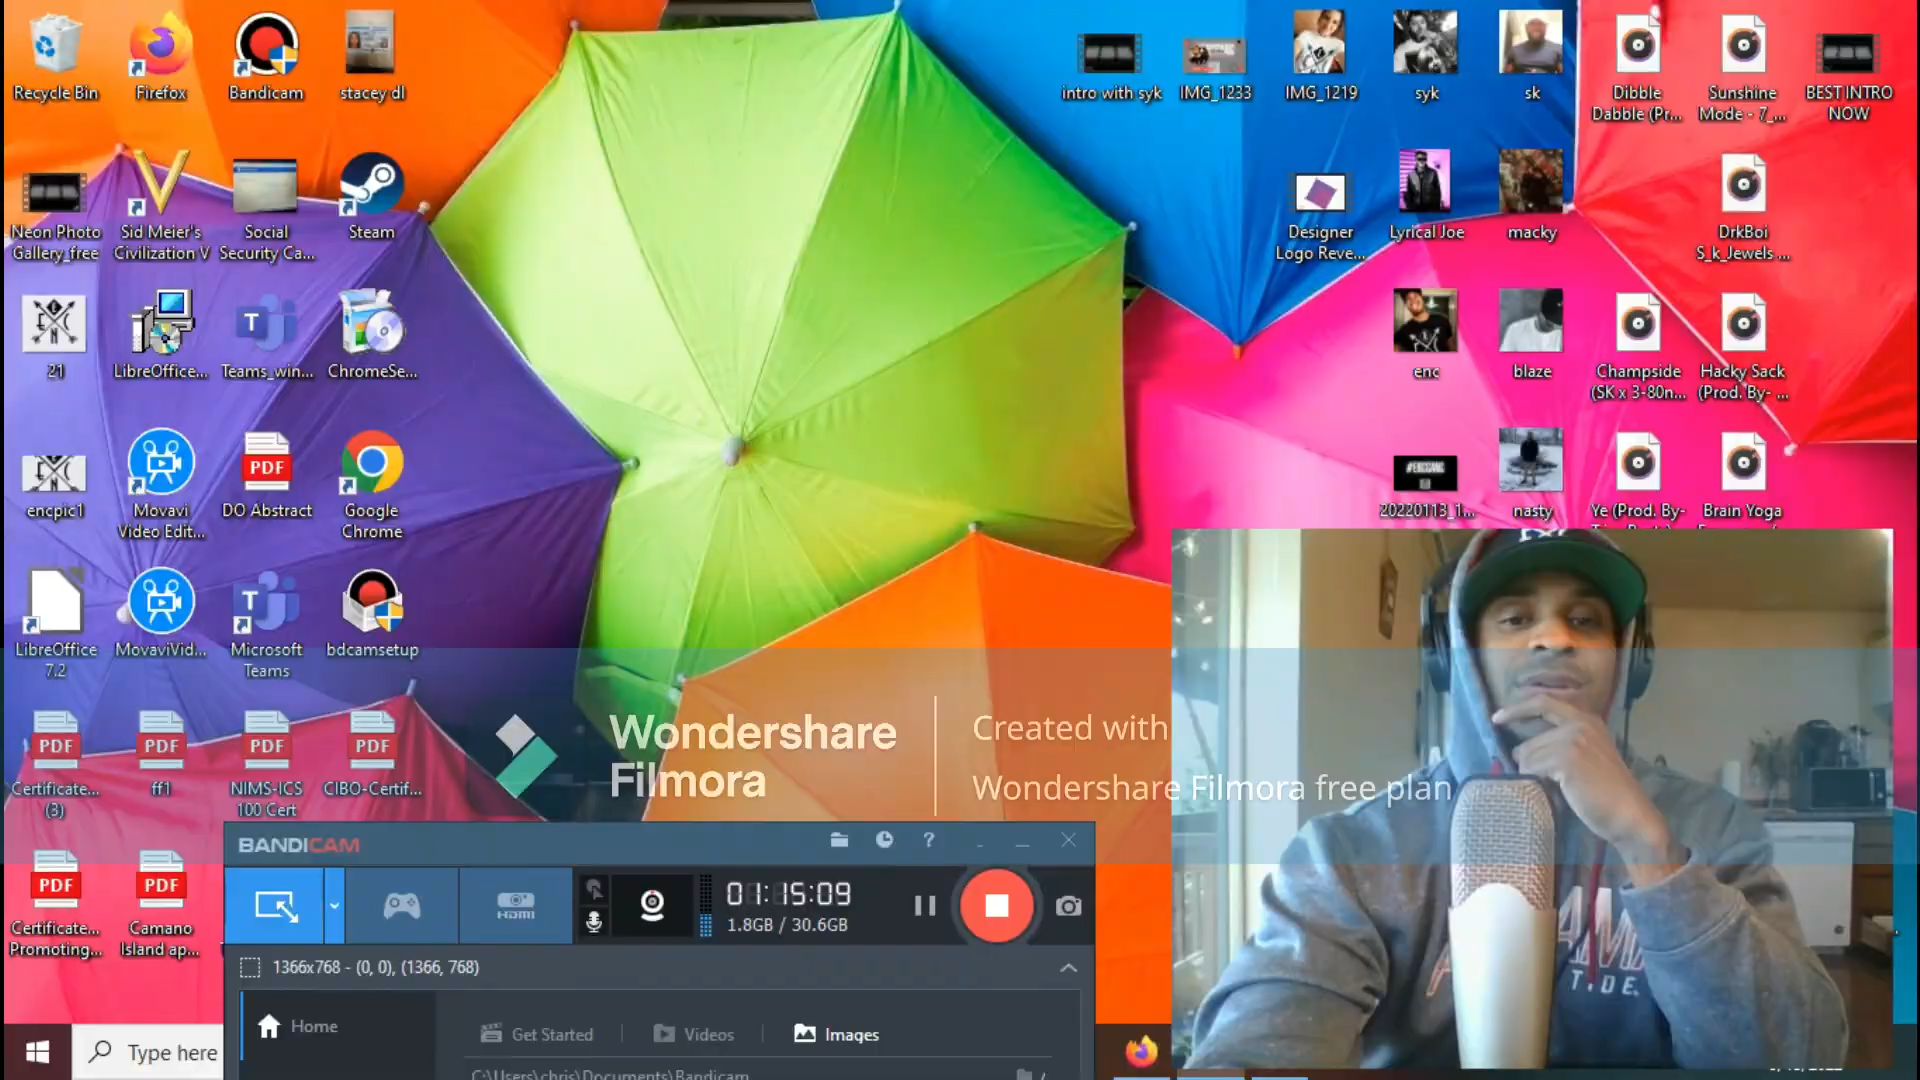 Recycle Bin
Firefox
Bandicam
stacey dl
intro with syk
IMG_1233
IMG_1219
syk
sk
Dibble
Dabble (Pr...
Sunshine
Mode - 7_...
BEST INTRO
NOW
Neon Photo
Gallery_free
Sid Meier's
Civilization V
Social
Security Ca...
Steam
Designer
Logo Reve...
Lyrical Joe
macky
DrkBoi
S_k_Jewels ...
21
LibreOffice...
Teams_win...
ChromeSe...
enc
blaze
Champside
(SK x 3-80n...
Hacky Sack
(Prod. By- ...
PDF
encpic1
Movavi
Video Edit...
DO Abstract
Google
Chrome
20220113_1...
nasty
Ye (Prod. By-
Brain Yoga
LibreOffice
7.2
MovaviVid...
Microsoft
Teams
bdcamsetup
PDF
PDF
PDF
PDF
Certificate...
(3)
ff1
NIMS-ICS
100 Cert
CIBO-Certif...
Wondershare
Filmora
Created with
Wondershare Filmora free plan
PDF
PDF
Certificate...
Promoting...
Camano
Island ap...
BANDICAM
HDMI
01:15:09
1.8GB / 30.6GB
1366x768 - (0, 0), (1366, 768)
Home
Get Started
Videos
Images
C:\Users\chris\Documents\Bandicam
Type here
TIDE